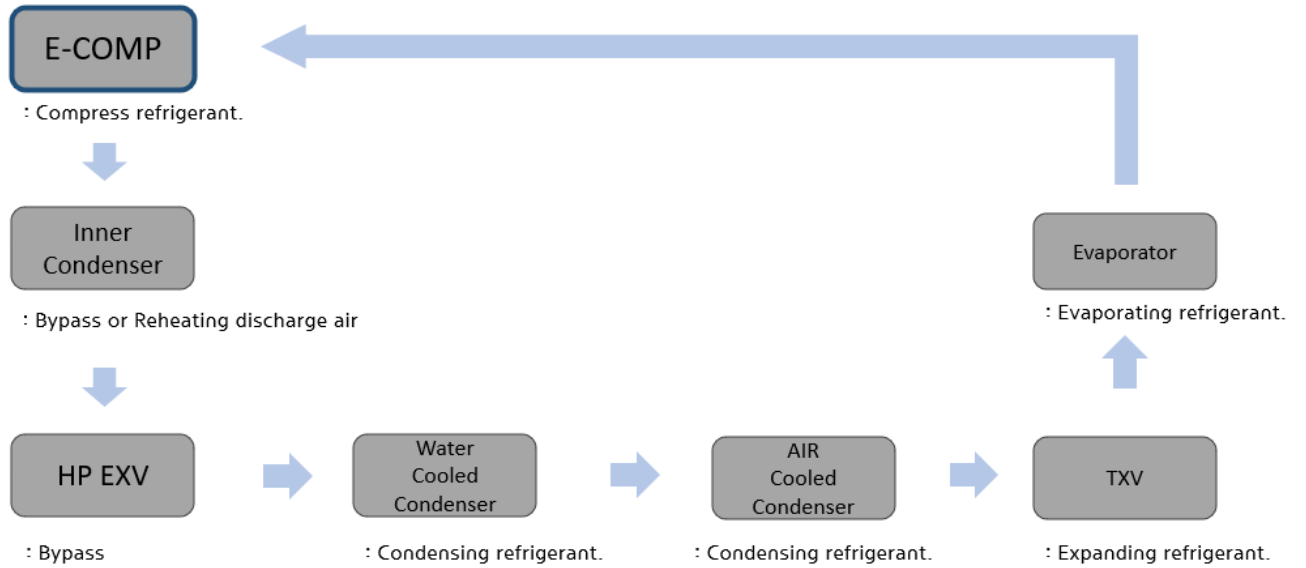 E-COMP
: Compress refrigerant.
Inner
Condenser
: Bypass or Reheating discharge air
Evaporator
: Evaporating refrigerant.
HP EXV
: Bypass
Water
Cooled
Condenser
: Condensing refrigerant.
AIR
Cooled
Condenser
: Condensing refrigerant.
TXV
: Expanding refrigerant.